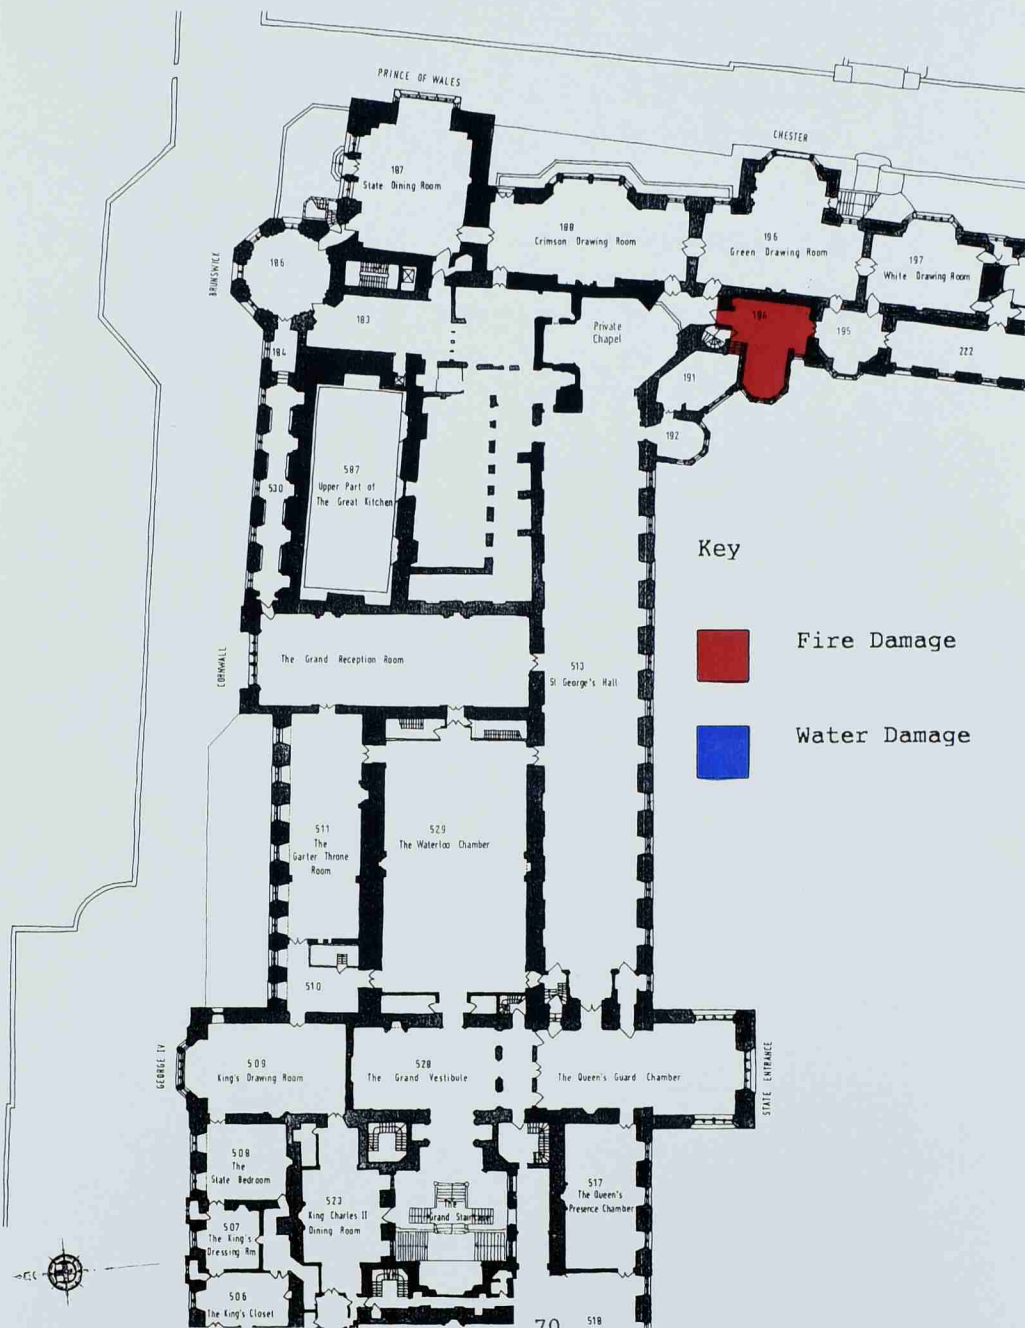 PRINCE OF WALES
CHESTER
187
State Dining Room
188
Crimson Drawing Room
196
Green Drawing Room
197
White Drawing Room
BRUNSWICK
186
183
Private
Chapel
194
195
222
184
191
192
587
Upper Part of
The Great Kitchen
530
Key
Fire Damage
Water Damage
CORNWALL
The Grand Reception Room
513
St George's Hall
511
The
Garter Throne
Room
529
The Waterloo Chamber
510
GEORGE IV
509
King's Drawing Room
528
The Grand Vestibule
The Queen's Guard Chamber
STATE ENTRANCE
508
The
State Bedroom
523
King Charles II
Dining Room
The
Grand Staircase
517
The Queen's
Presence Chamber
507
The King's
Dressing Rm
506
The King's Closet
70
518